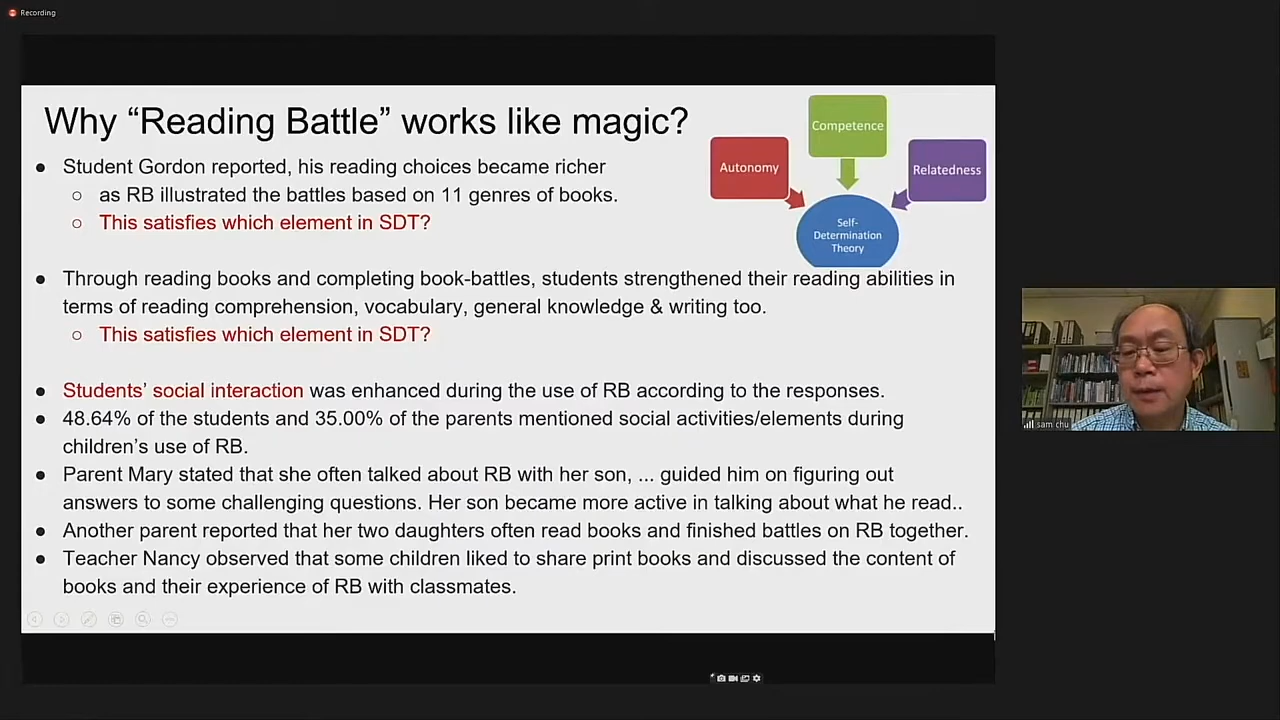 Recording
Why “Reading Battle” works like magic?
Competence
Autonomy
Relatedness
Self-
Determination
Theory
● Student Gordon reported, his reading choices became richer
○ as RB illustrated the battles based on 11 genres of books.
○ This satisfies which element in SDT?
● Through reading books and completing book-battles, students strengthened their reading abilities in
terms of reading comprehension, vocabulary, general knowledge & writing too.
○ This satisfies which element in SDT?
● Students’ social interaction was enhanced during the use of RB according to the responses.
● 48.64% of the students and 35.00% of the parents mentioned social activities/elements during
children’s use of RB.
● Parent Mary stated that she often talked about RB with her son, ... guided him on figuring out
answers to some challenging questions. Her son became more active in talking about what he read..
● Another parent reported that her two daughters often read books and finished battles on RB together.
● Teacher Nancy observed that some children liked to share print books and discussed the content of
books and their experience of RB with classmates.
sam chu